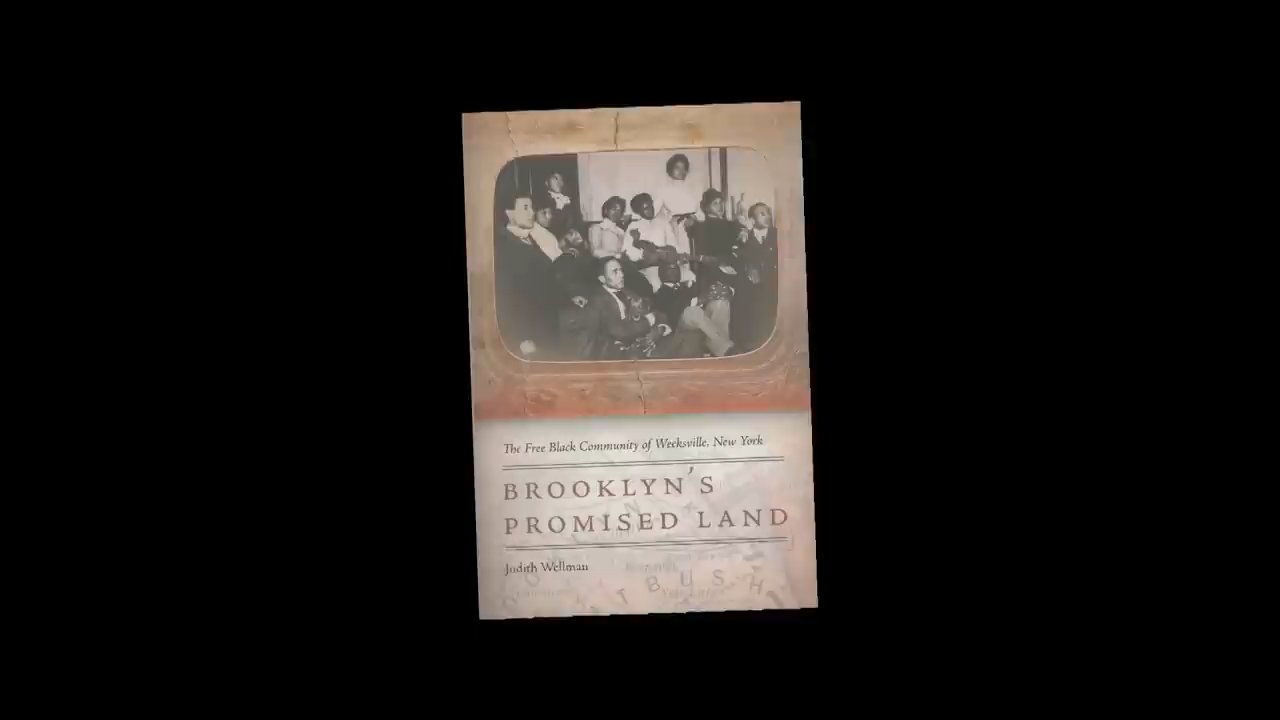 The Free Black Community of Weeksville, New York
BROOKLYN'S
PROMISED LAND
Judith Wellman
T B U S H